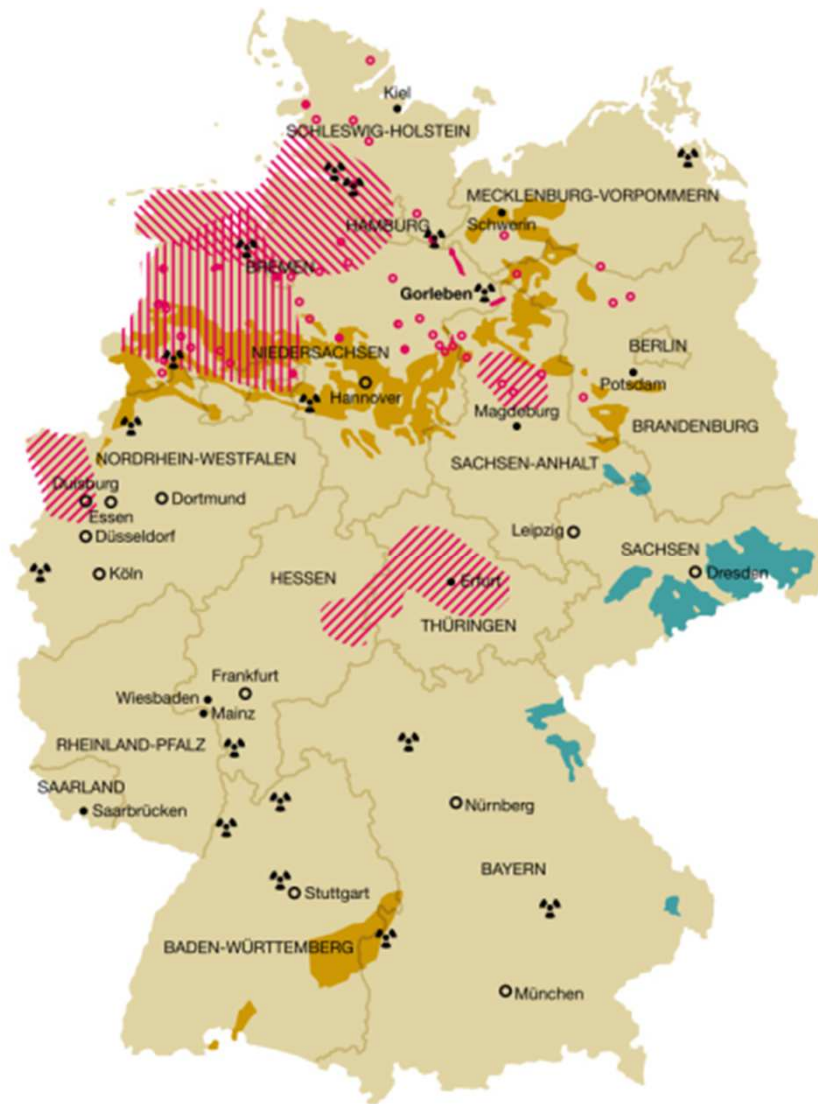 Kiel
SCHLESWIG-HOLSTEIN
MECKLENBURG-VORPOMMERN
Schwerin
HAMBURG
BREMEN
Gorleben
NIEDERSACHSEN
BERLIN
Potsdam
Hannover
Magdeburg
BRANDENBURG
NORDRHEIN-WESTFALEN
SACHSEN-ANHALT
Duisburg
Dortmund
Essen
Leipzig
Düsseldorf
SACHSEN
Köln
HESSEN
Dresden
Erfurt
THÜRINGEN
Frankfurt
Wiesbaden
Mainz
RHEINLAND-PFALZ
SAARLAND
Saarbrücken
Nürnberg
BAYERN
Stuttgart
BADEN-WÜRTTEMBERG
München